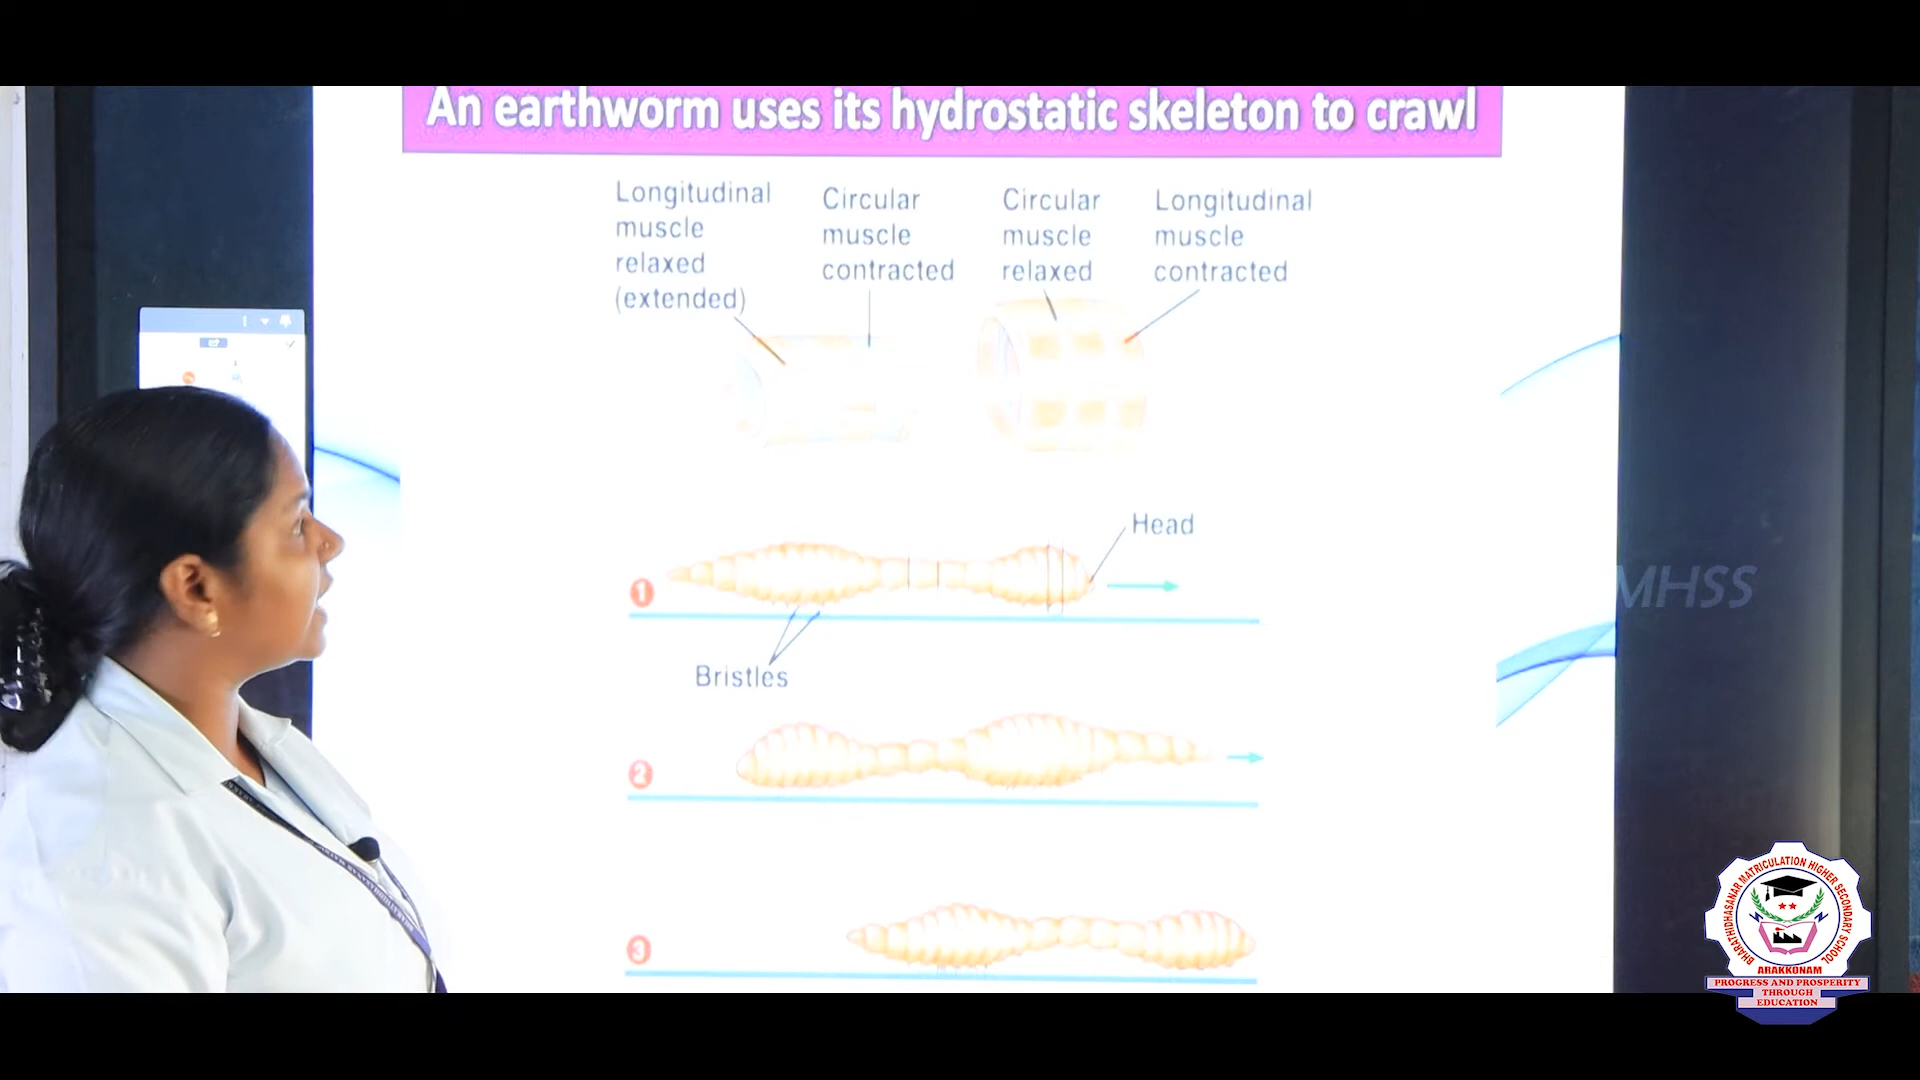 An earthworm uses its hydrostatic skeleton to crawl
Longitudinal
muscle
relaxed
(extended)
Circular
muscle
contracted
Circular
muscle
relaxed
Longitudinal
muscle
contracted
Head
1
Bristles
2
3
MHSS
BHARATHIDHASANAR MATRICULATION HIGHER SECONDARY SCHOOL
ARAKKONAM
PROGRESS AND PROSPERITY
THROUGH
EDUCATION